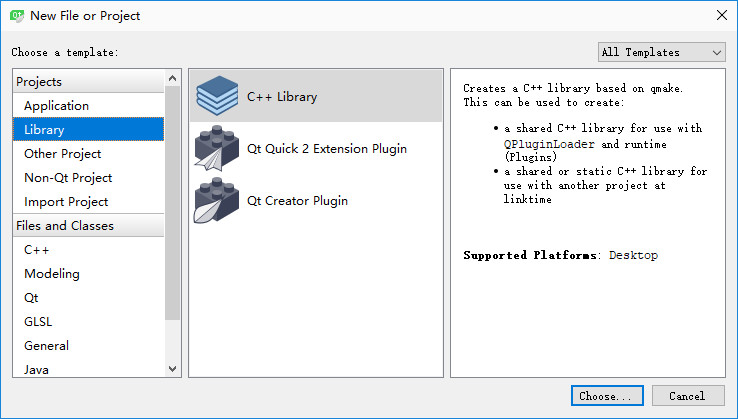 New File or Project
Choose a template:
All Templates
Projects
Application
Library
Other Project
Non-Qt Project
Import Project
Files and Classes
C++
Modeling
Qt
GLSL
General
Java
C++ Library
Qt Quick 2 Extension Plugin
Qt Creator Plugin
Creates a C++ library based on qmake.
This can be used to create:
• a shared C++ library for use with
QPluginLoader and runtime
(Plugins)
• a shared or static C++ library for
use with another project at
linktime
Supported Platforms: Desktop
Choose...
Cancel